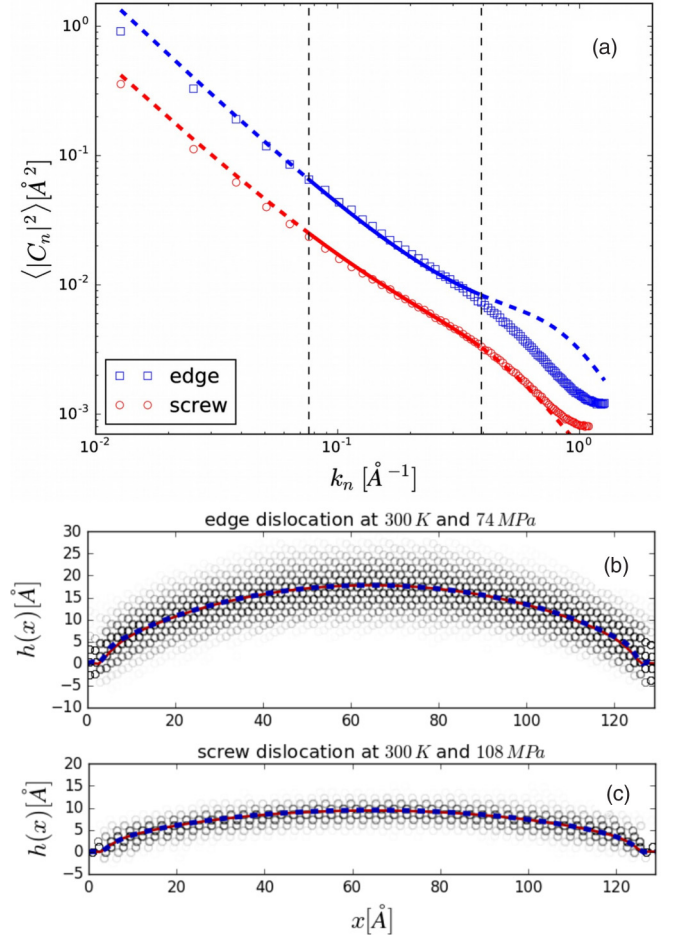 (a)
10^0
10^-1
10^-2
10^-3
⟨|C_n|^2⟩[Å^2]
edge
screw
10^-2 10^-1 10^0
k_n [Å^-1]
edge dislocation at 300 K and 74 MPa
(b)
30
25
20
15
10
5
0
−5
−10
h(x)[Å]
0 20 40 60 80 100 120
screw dislocation at 300 K and 108 MPa
(c)
20
15
10
5
0
−5
h(x)[Å]
0 20 40 60 80 100 120
x[Å]